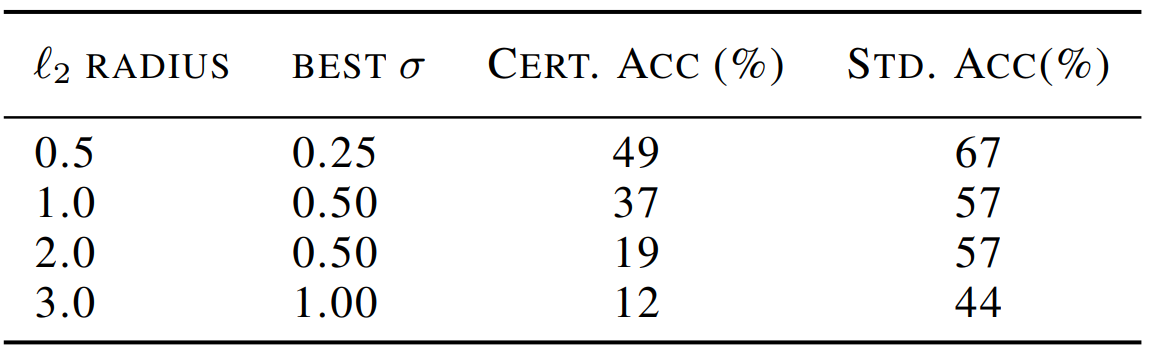 ℓ₂ RADIUS BEST σ CERT. ACC (%) STD. ACC(%)
0.5 0.25 49 67
1.0 0.50 37 57
2.0 0.50 19 57
3.0 1.00 12 44